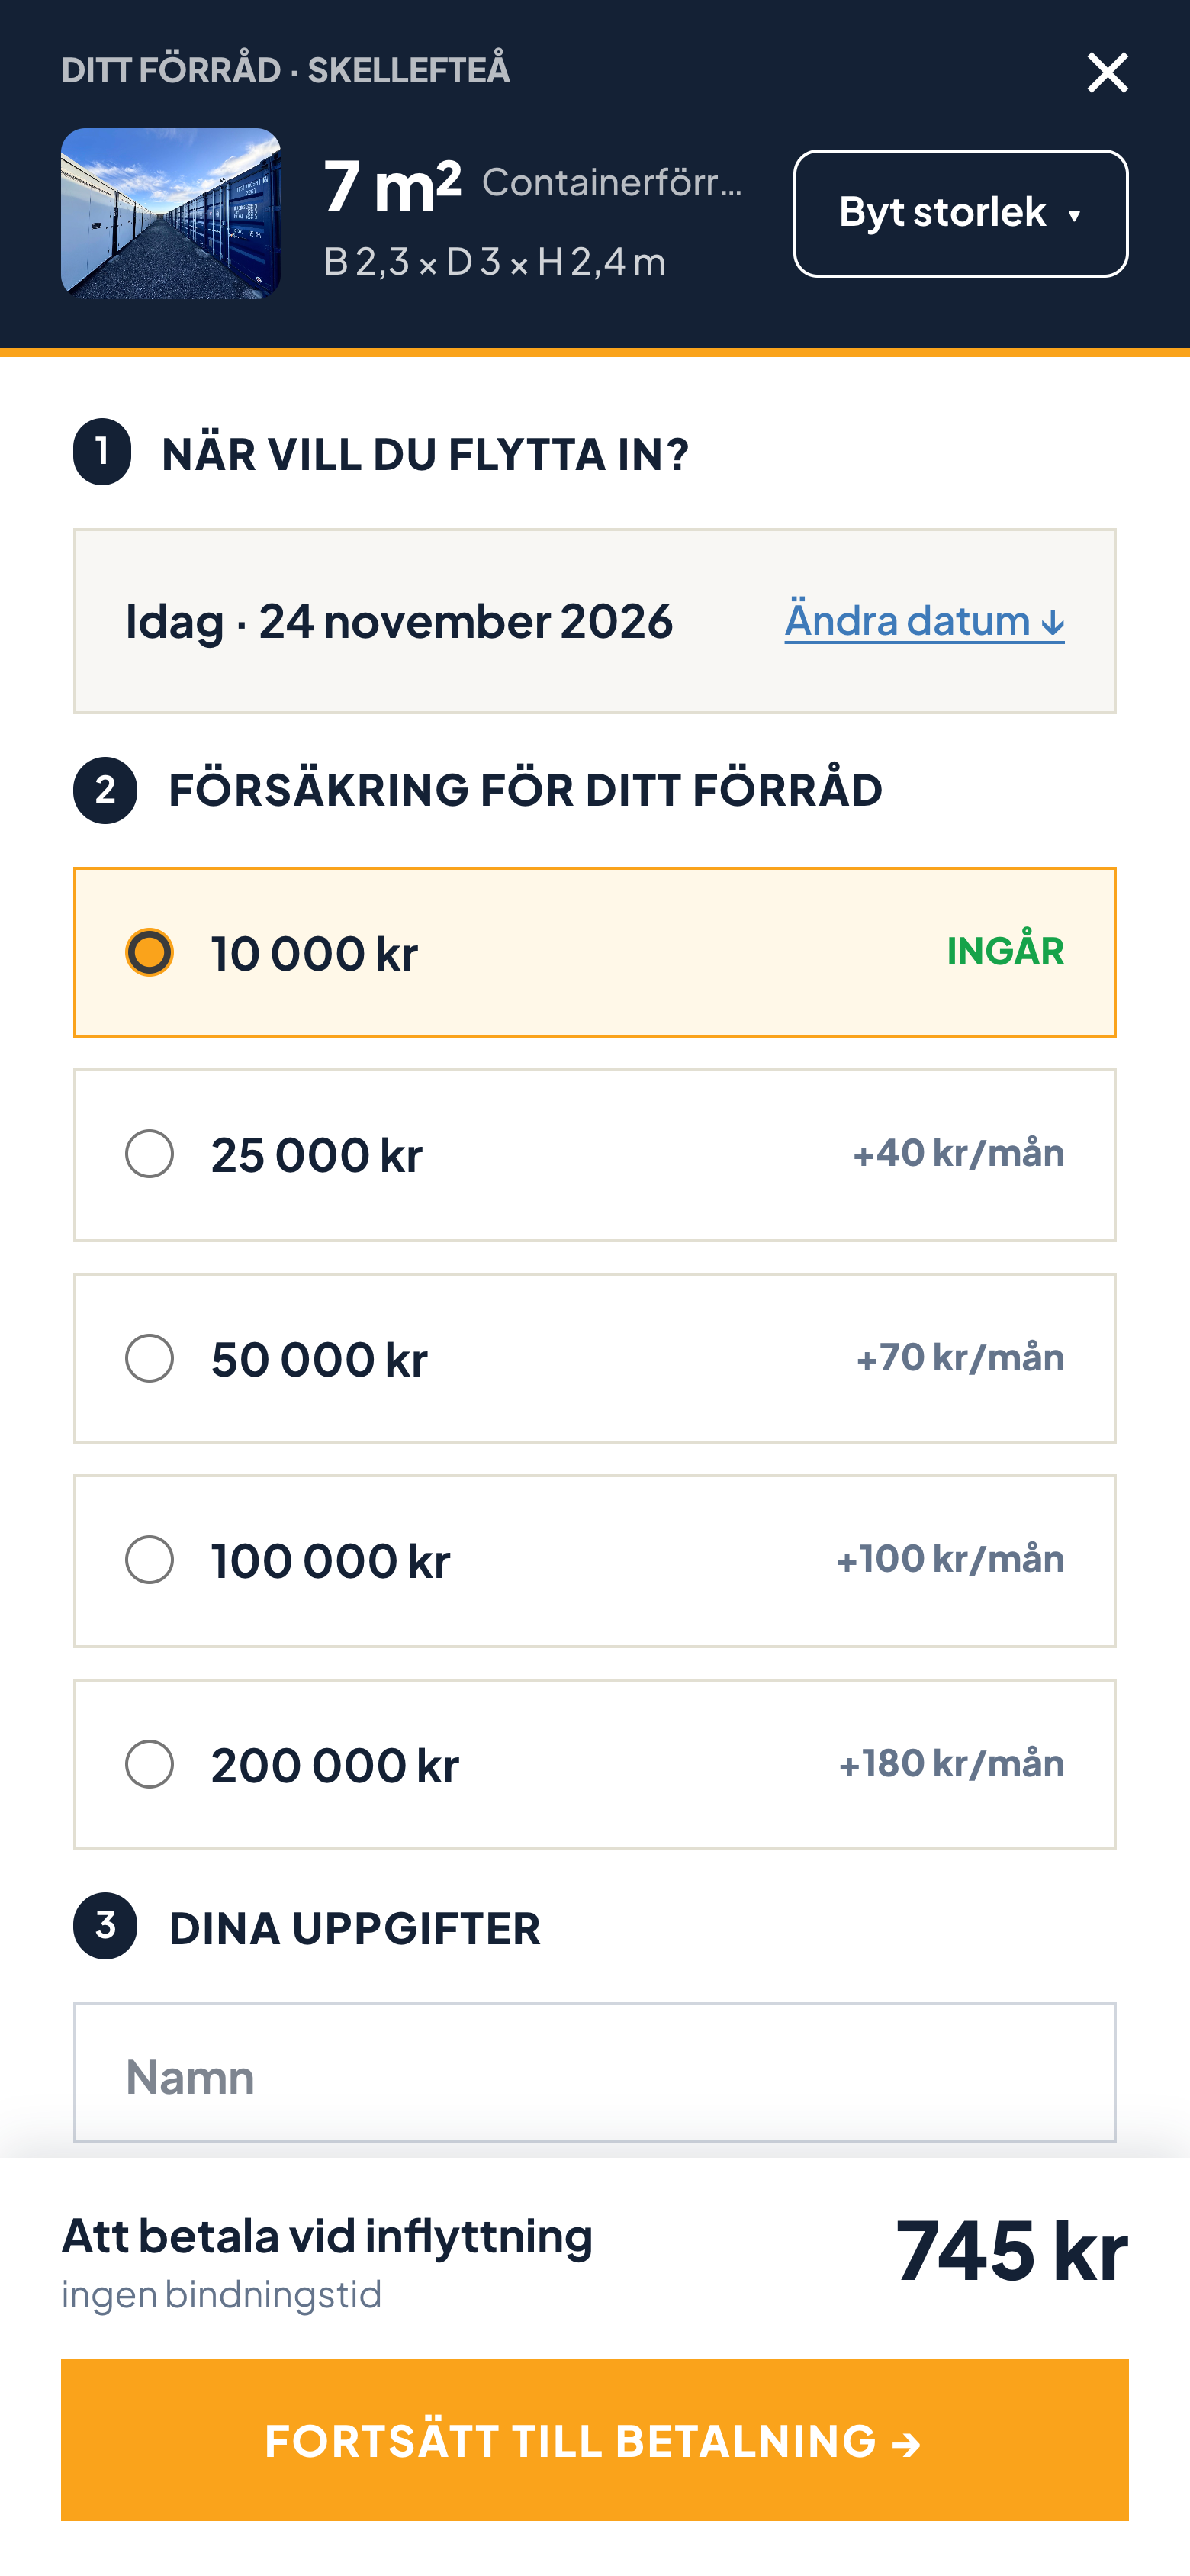 DITT FÖRRÅD · SKELLEFTEÅ
7 m² Containerförr...
B 2,3 × D 3 × H 2,4 m
Byt storlek ▾
1 NÄR VILL DU FLYTTA IN?
Idag · 24 november 2026 Ändra datum ↓
2 FÖRSÄKRING FÖR DITT FÖRRÅD
10 000 kr INGÅR
25 000 kr +40 kr/mån
50 000 kr +70 kr/mån
100 000 kr +100 kr/mån
200 000 kr +180 kr/mån
3 DINA UPPGIFTER
Namn
Att betala vid inflyttning 745 kr
ingen bindningstid
FORTSÄTT TILL BETALNING →